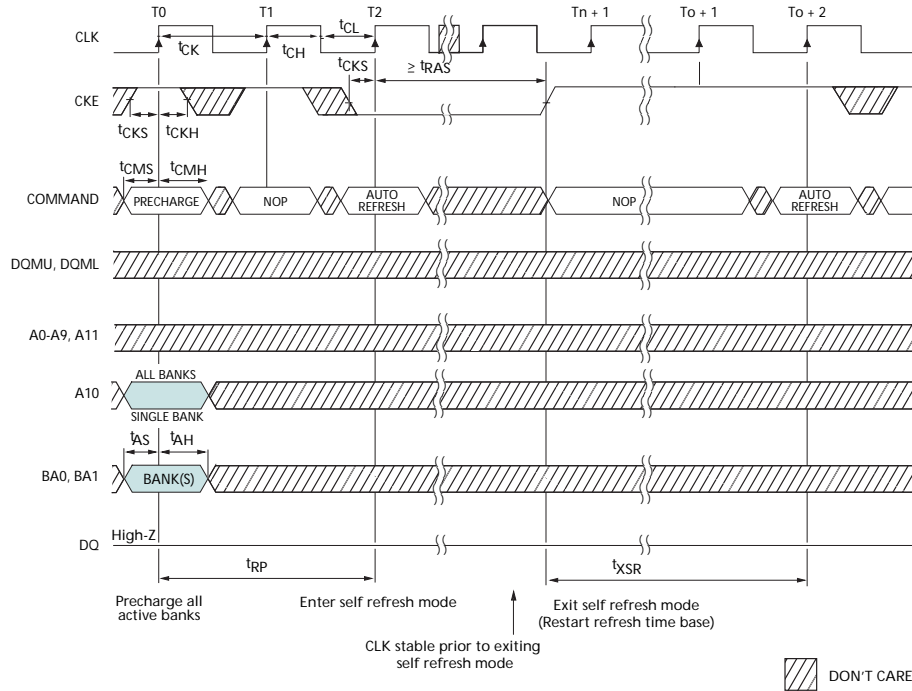 T0 T1 T2 Tn + 1 To + 1 To + 2
CLK
tCK tCH tCL
tCKS ≥ tRAS
CKE
tCKS tCKH
tCMS tCMH
COMMAND PRECHARGE NOP AUTO REFRESH NOP AUTO REFRESH
DQMU, DQML
A0-A9, A11
ALL BANKS
A10
SINGLE BANK
tAS tAH
BA0, BA1 BANK(S)
High-Z
DQ
tRP tXSR
Precharge all
active banks
Enter self refresh mode
Exit self refresh mode
(Restart refresh time base)
CLK stable prior to exiting
self refresh mode
DON'T CARE